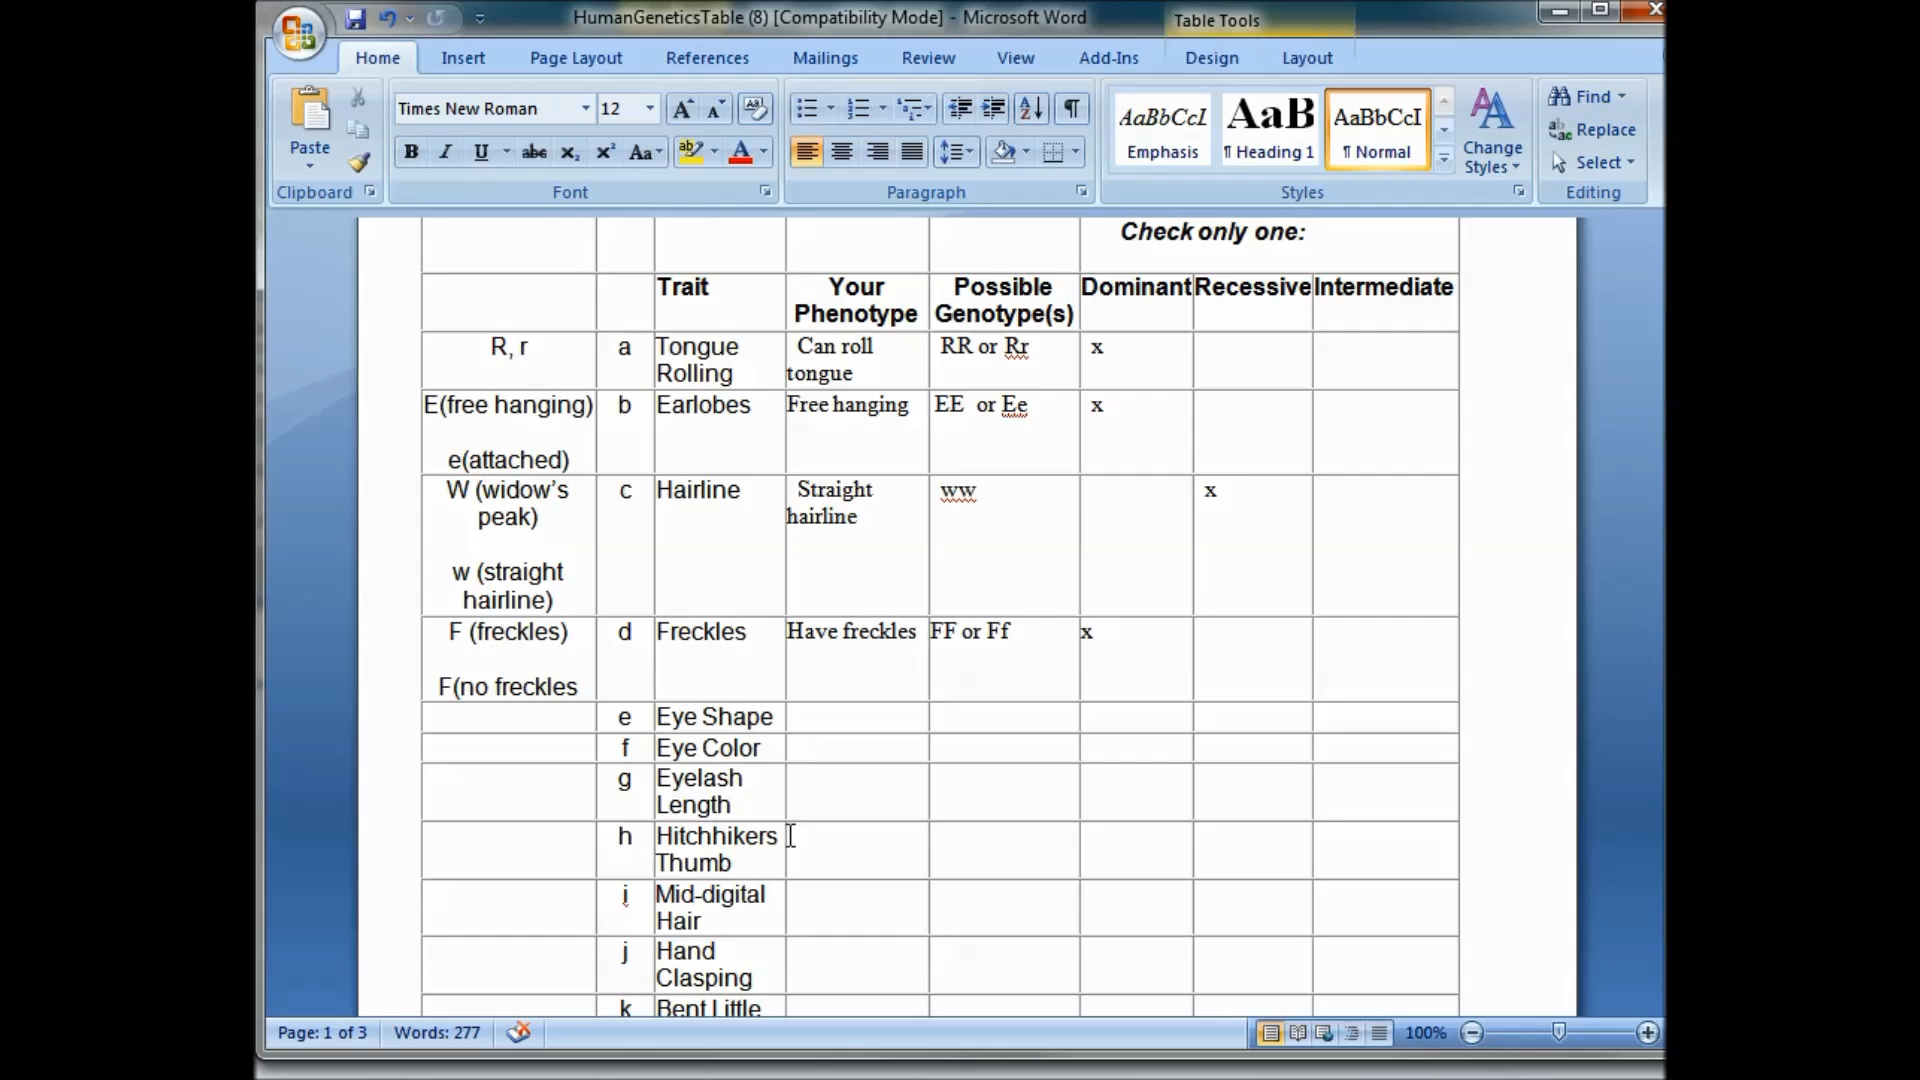 HumanGeneticsTable (8) [Compatibility Mode] - Microsoft Word
Table Tools
Home Insert Page Layout References Mailings Review View Add-Ins Design Layout
Paste
Clipboard
Times New Roman 12
Font
Paragraph
AaBbCcI AaB AaBbCcI
Emphasis ¶ Heading 1 ¶ Normal
Change Styles
Styles
Find
Replace
Select
Editing
Check only one:
Trait Your Phenotype Possible Genotype(s) Dominant Recessive Intermediate
R, r a Tongue Rolling Can roll tongue RR or Rr x
E(free hanging) b Earlobes Free hanging EE or Ee x
e(attached)
W (widow’s peak) c Hairline Straight hairline ww x
w (straight hairline)
F (freckles) d Freckles Have freckles FF or Ff x
F(no freckles
e Eye Shape
f Eye Color
g Eyelash Length
h Hitchhikers Thumb
i Mid-digital Hair
j Hand Clasping
k Bent Little
Page: 1 of 3 Words: 277 100%